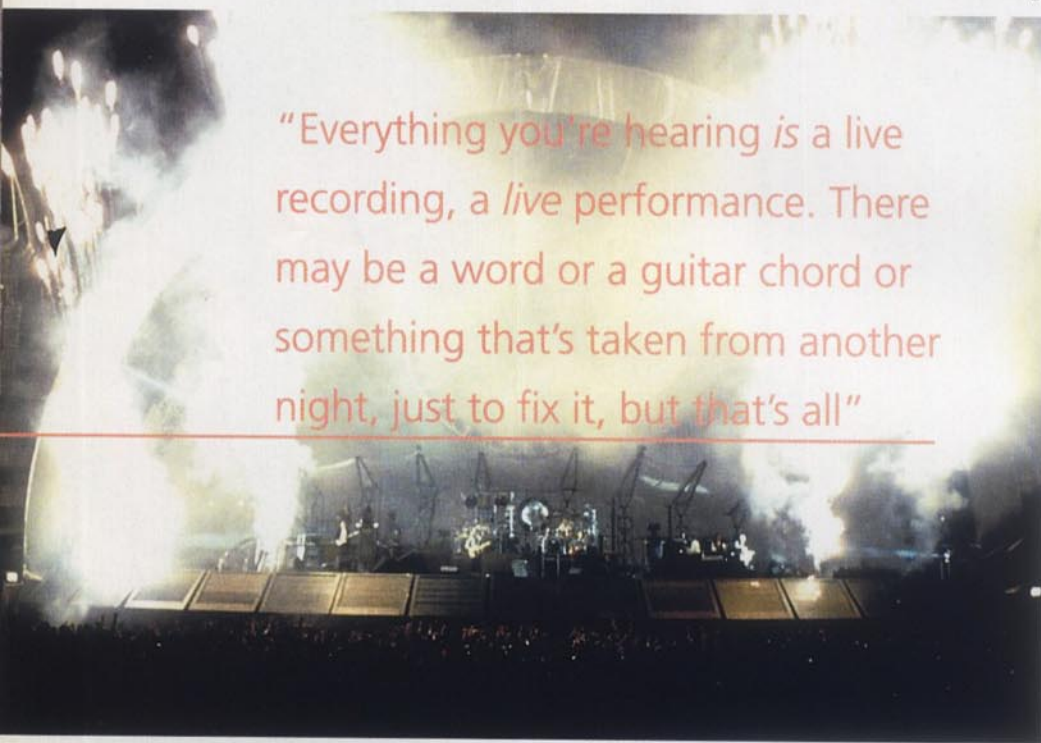 “Everything you're hearing is a live
recording, a live performance. There
may be a word or a guitar chord or
something that's taken from another
night, just to fix it, but that's all”